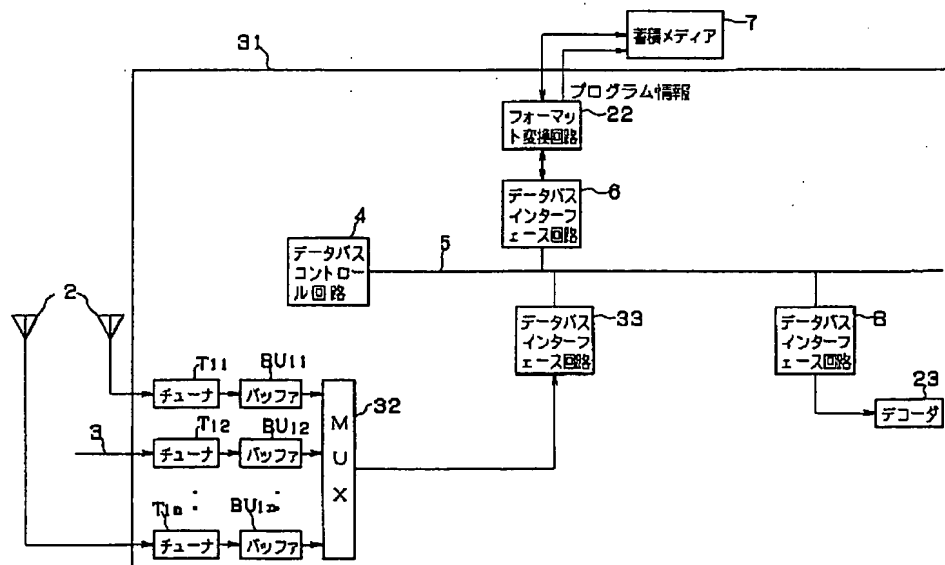 31
蓄積メディア
7
プログラム情報
フォーマッ
ト変換回路
22
データバス
インターフ
ェース回路
6
4
データバス
コントロー
ル回路
5
2
データバス
インターフ
ェース回路
33
データバス
インターフ
ェース回路
8
23
デコーダ
T11
チューナ
BU11
バッファ
32
MUX
3
T12
チューナ
BU12
バッファ
T1n
チューナ
BU1n
バッファ